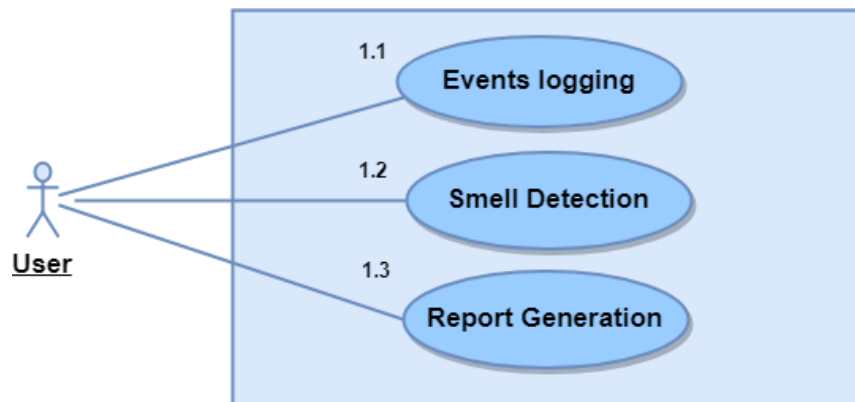 1.1
Events logging
1.2
Smell Detection
User
1.3
Report Generation